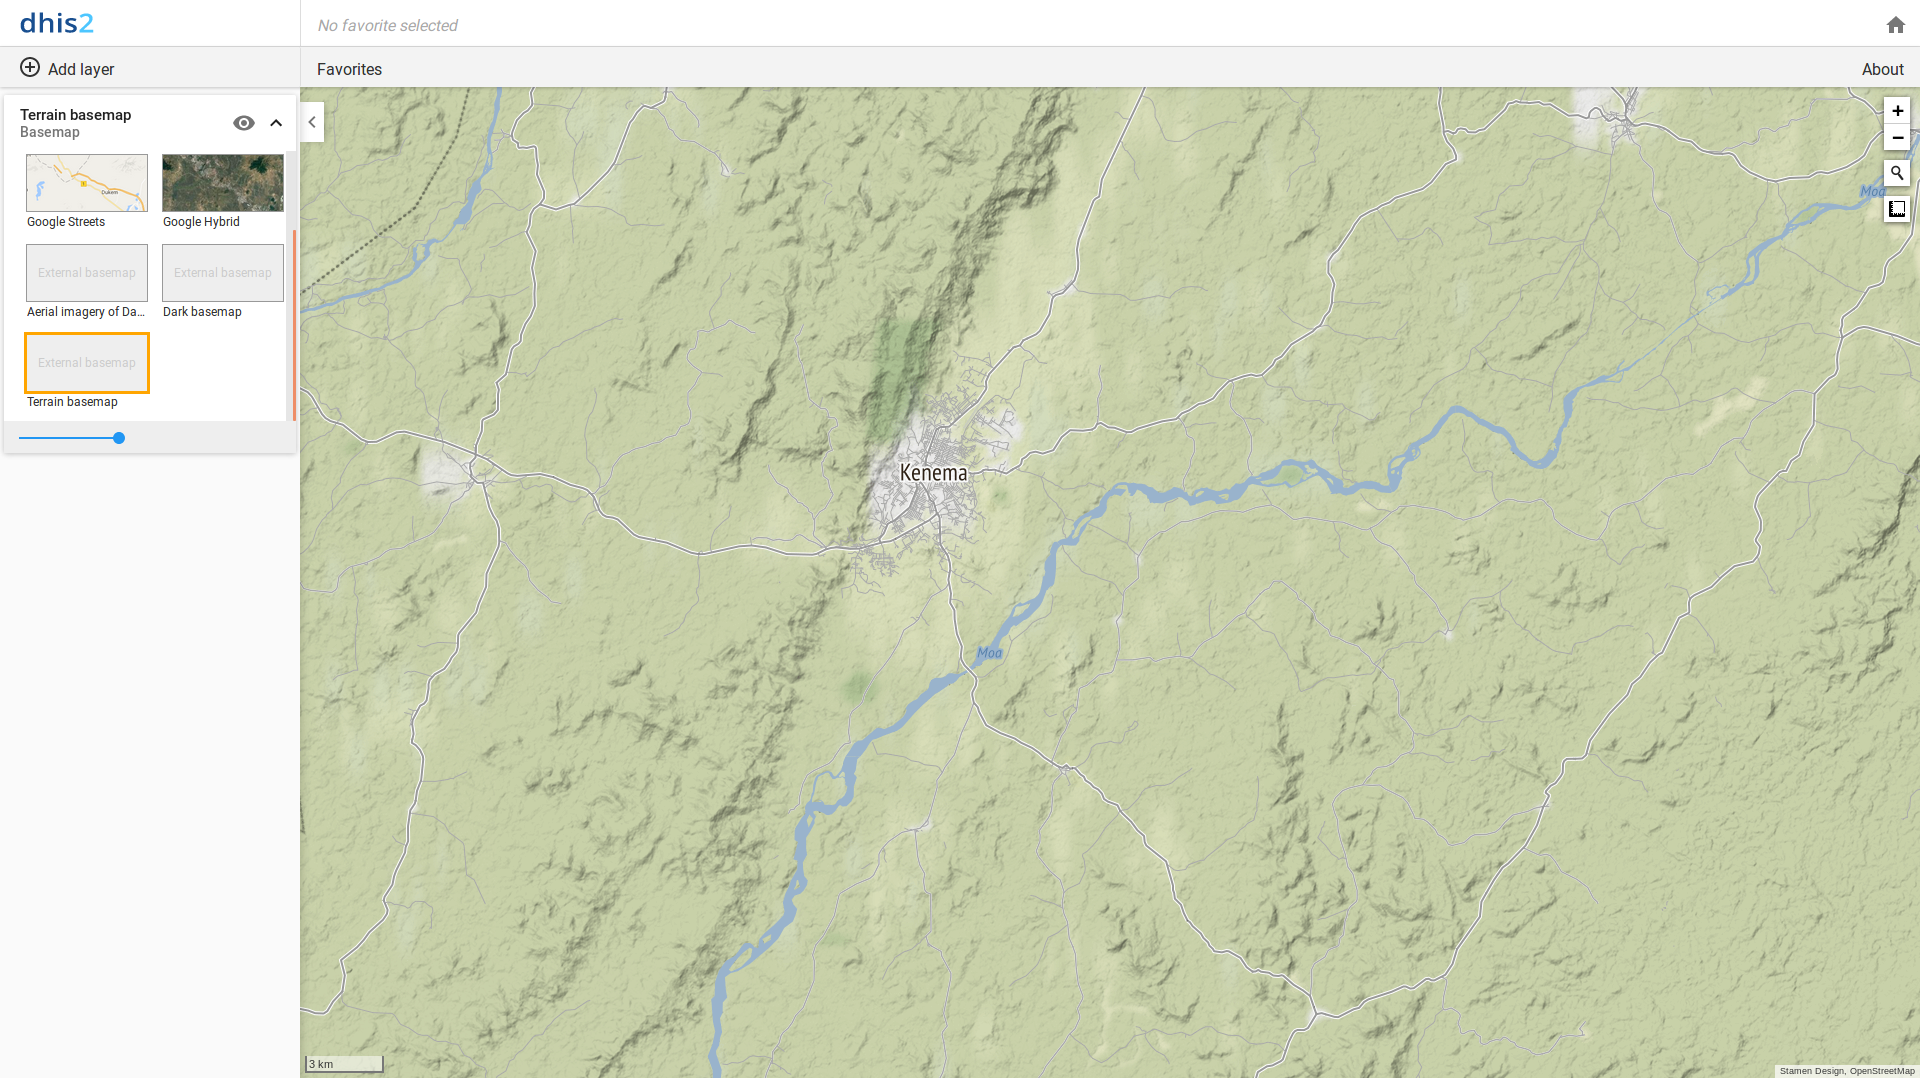 dhis2
No favorite selected
Add layer
Favorites
About
Terrain basemap
Basemap
Dukem
Google Streets
Google Hybrid
External basemap
External basemap
Aerial imagery of Da...
Dark basemap
External basemap
Terrain basemap
+
−
Moa
Kenema
Moa
3 km
Stamen Design, OpenStreetMap